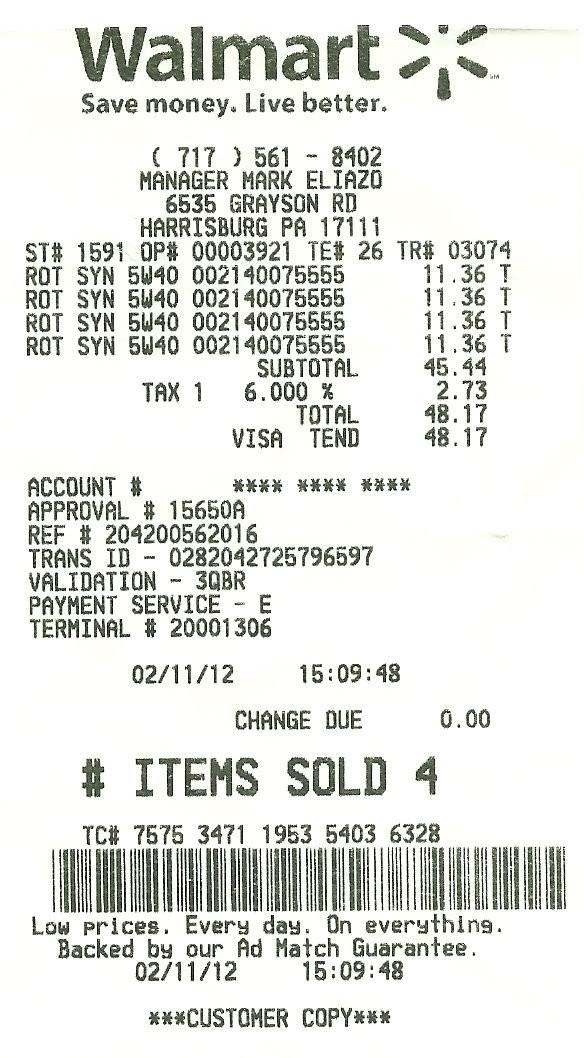 Walmart
Save money. Live better.
( 717 ) 561 - 8402
MANAGER MARK ELIAZO
6535 GRAYSON RD
HARRISBURG PA 17111
ST# 1591 OP# 00003921 TE# 26 TR# 03074
ROT SYN 5W40 002140075555 11.36 T
ROT SYN 5W40 002140075555 11.36 T
ROT SYN 5W40 002140075555 11.36 T
ROT SYN 5W40 002140075555 11.36 T
SUBTOTAL 45.44
TAX 1 6.000 % 2.73
TOTAL 48.17
VISA TEND 48.17
ACCOUNT # **** **** ****
APPROVAL # 15650A
REF # 204200562016
TRANS ID - 0282042725796597
VALIDATION - 3QBR
PAYMENT SERVICE - E
TERMINAL # 20001306
02/11/12 15:09:48
CHANGE DUE 0.00
# ITEMS SOLD 4
TC# 7575 3471 1953 5403 6328
Low prices. Every day. On everything.
Backed by our Ad Match Guarantee.
02/11/12 15:09:48
***CUSTOMER COPY***